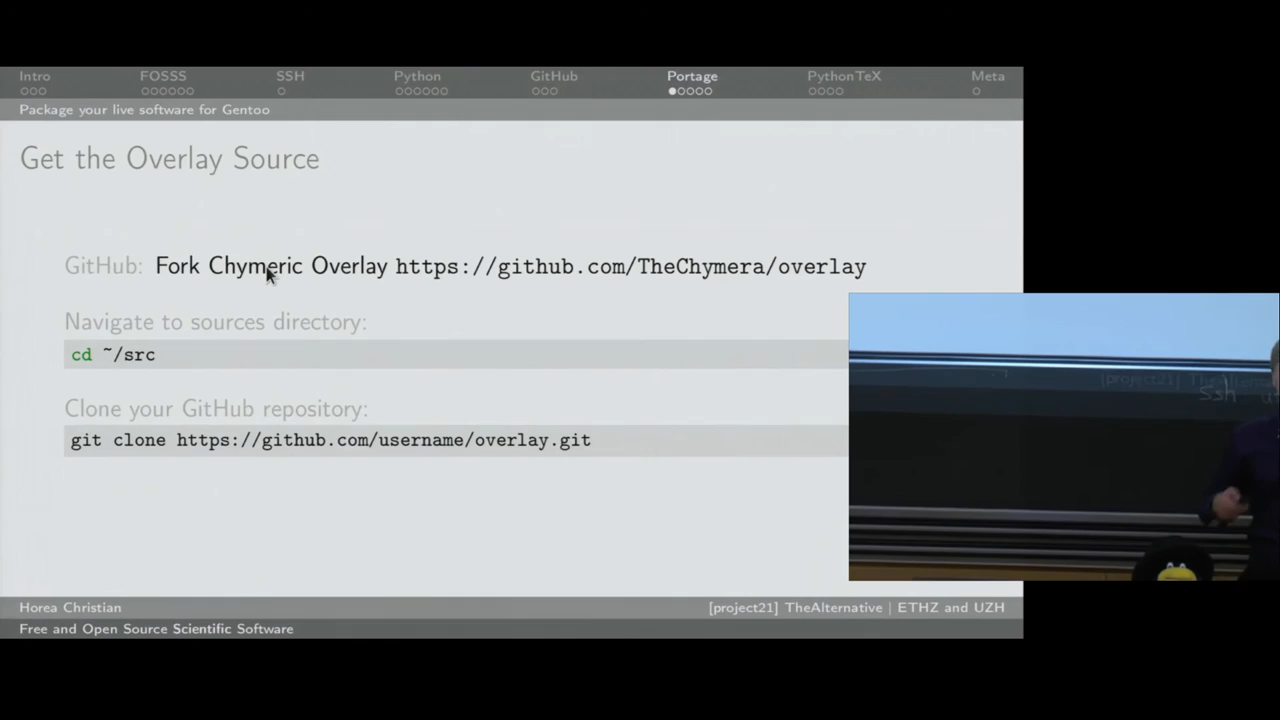 Intro FOSSS SSH Python GitHub Portage PythonTeX Meta
Package your live software for Gentoo
Get the Overlay Source
GitHub: Fork Chymeric Overlay https://github.com/TheChymera/overlay
Navigate to sources directory:
cd ~/src
Clone your GitHub repository:
git clone https://github.com/username/overlay.git
Ssh
Horea Christian [project21] TheAlternative | ETHZ and UZH
Free and Open Source Scientific Software